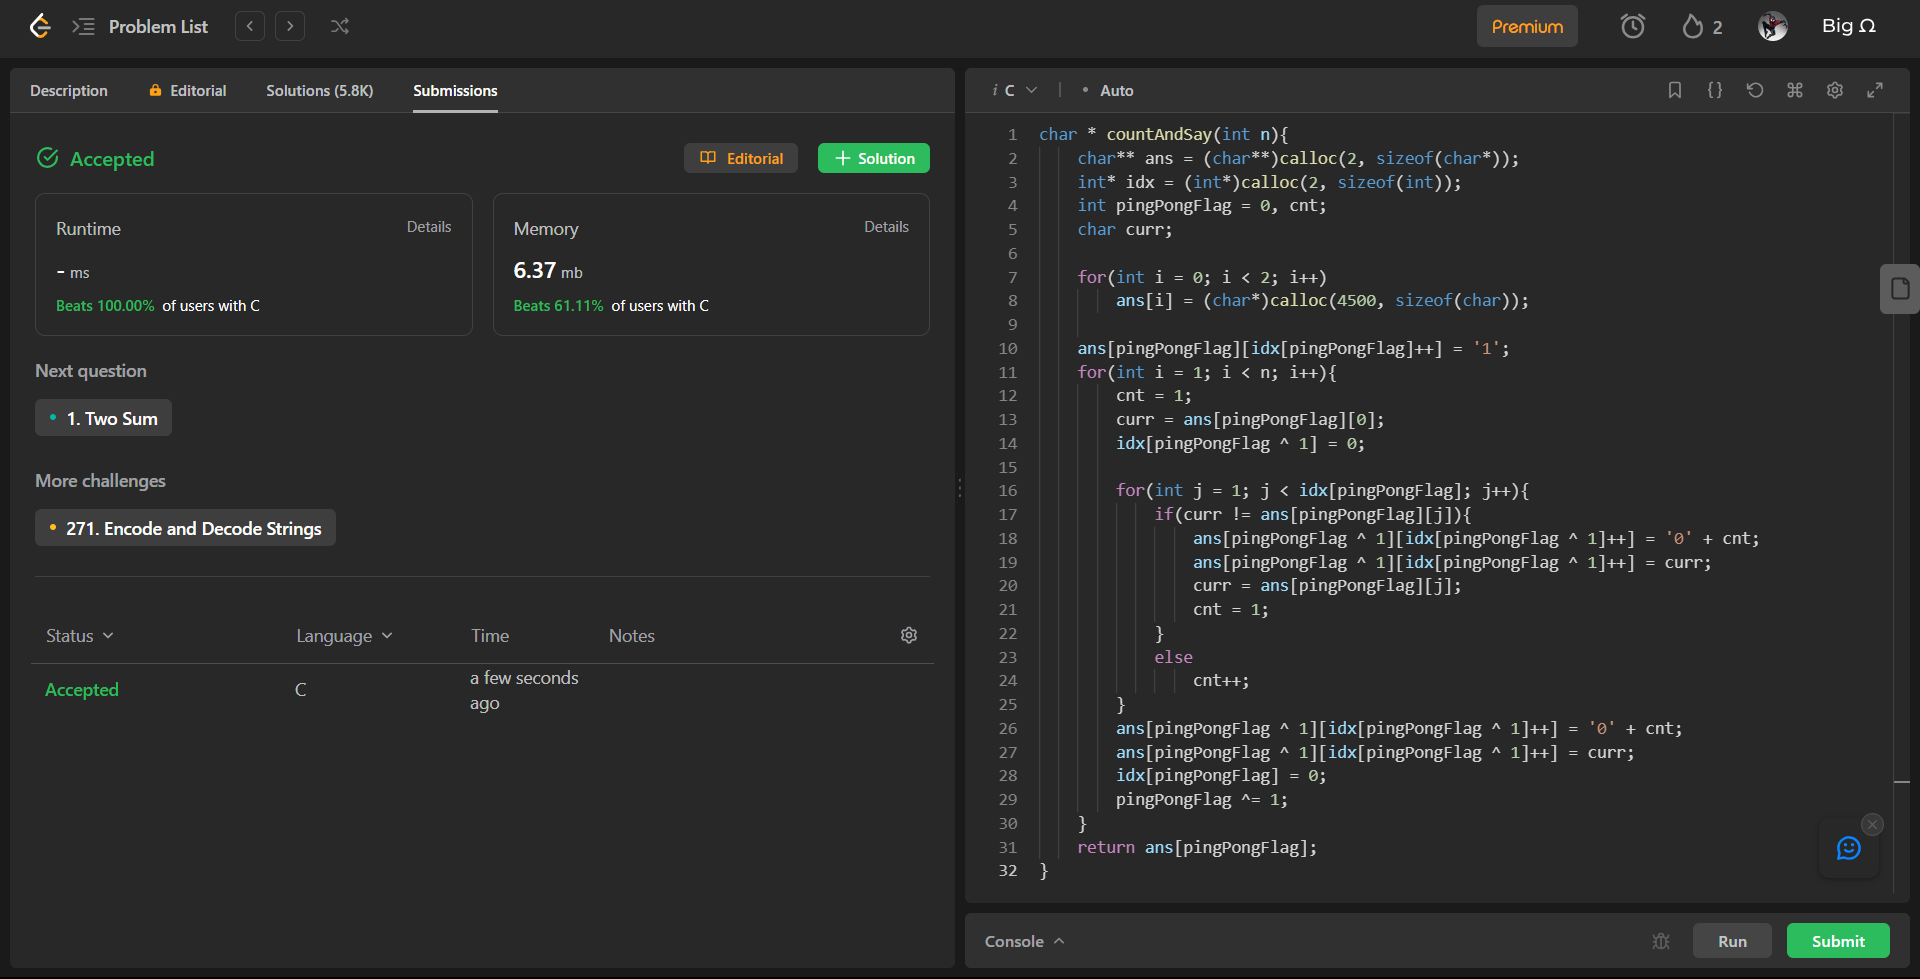 Problem List
Premium
2
Big Ω
Description Editorial Solutions (5.8K) Submissions
Accepted
Editorial
Solution
Runtime Details
- ms
Beats 100.00% of users with C
Memory Details
6.37 mb
Beats 61.11% of users with C
Next question
1. Two Sum
More challenges
271. Encode and Decode Strings
Status Language Time Notes
Accepted C a few seconds
ago
i C | • Auto
1 char * countAndSay(int n){
2     char** ans = (char**)calloc(2, sizeof(char*));
3     int* idx = (int*)calloc(2, sizeof(int));
4     int pingPongFlag = 0, cnt;
5     char curr;
6
7     for(int i = 0; i < 2; i++)
8         ans[i] = (char*)calloc(4500, sizeof(char));
9
10     ans[pingPongFlag][idx[pingPongFlag]++] = '1';
11     for(int i = 1; i < n; i++){
12         cnt = 1;
13         curr = ans[pingPongFlag][0];
14         idx[pingPongFlag ^ 1] = 0;
15
16         for(int j = 1; j < idx[pingPongFlag]; j++){
17             if(curr != ans[pingPongFlag][j]){
18                 ans[pingPongFlag ^ 1][idx[pingPongFlag ^ 1]++] = '0' + cnt;
19                 ans[pingPongFlag ^ 1][idx[pingPongFlag ^ 1]++] = curr;
20                 curr = ans[pingPongFlag][j];
21                 cnt = 1;
22             }
23             else
24                 cnt++;
25         }
26         ans[pingPongFlag ^ 1][idx[pingPongFlag ^ 1]++] = '0' + cnt;
27         ans[pingPongFlag ^ 1][idx[pingPongFlag ^ 1]++] = curr;
28         idx[pingPongFlag] = 0;
29         pingPongFlag ^= 1;
30     }
31     return ans[pingPongFlag];
32 }
Console
Run
Submit